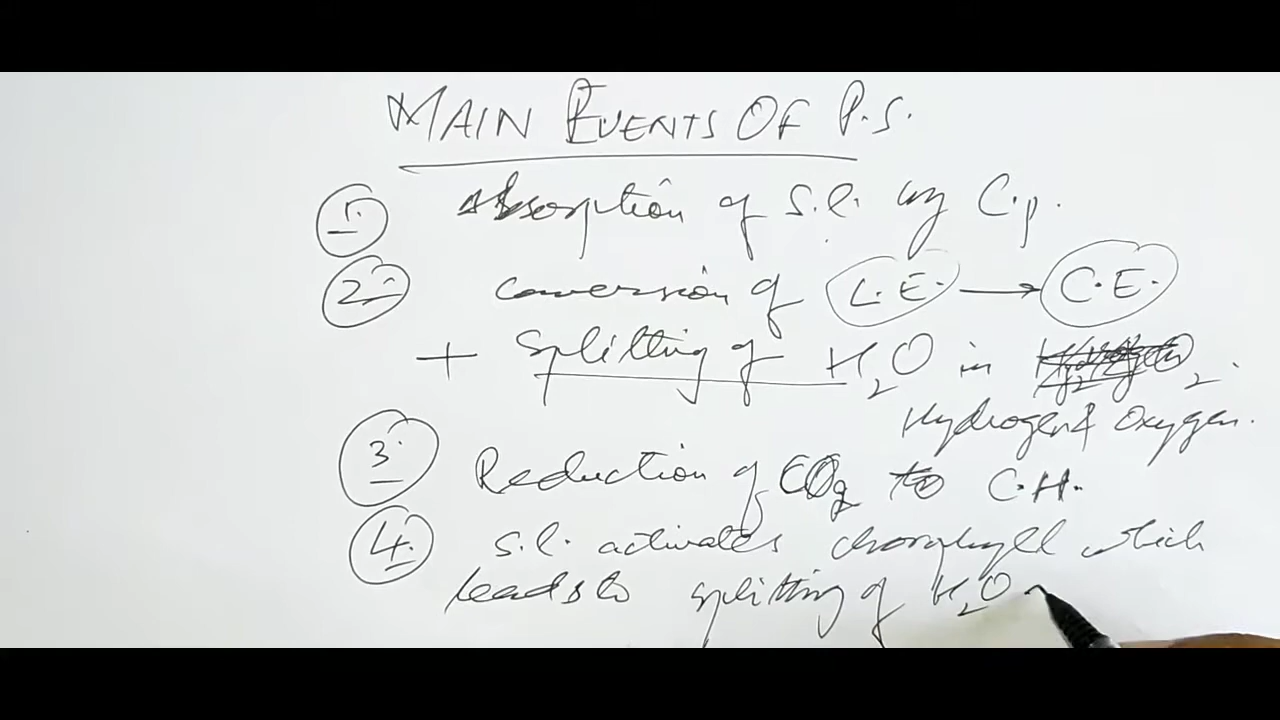 MAIN EVENTS OF P.S.
1. Absorption of S.l. by C.p.
2. conversion of L.E. → C.E.
+ Splitting of H₂O in
Hydrogen & Oxygen.
3. Reduction of CO₂ to C.H.
4. S.l. activates which
leads to splitting of H₂O